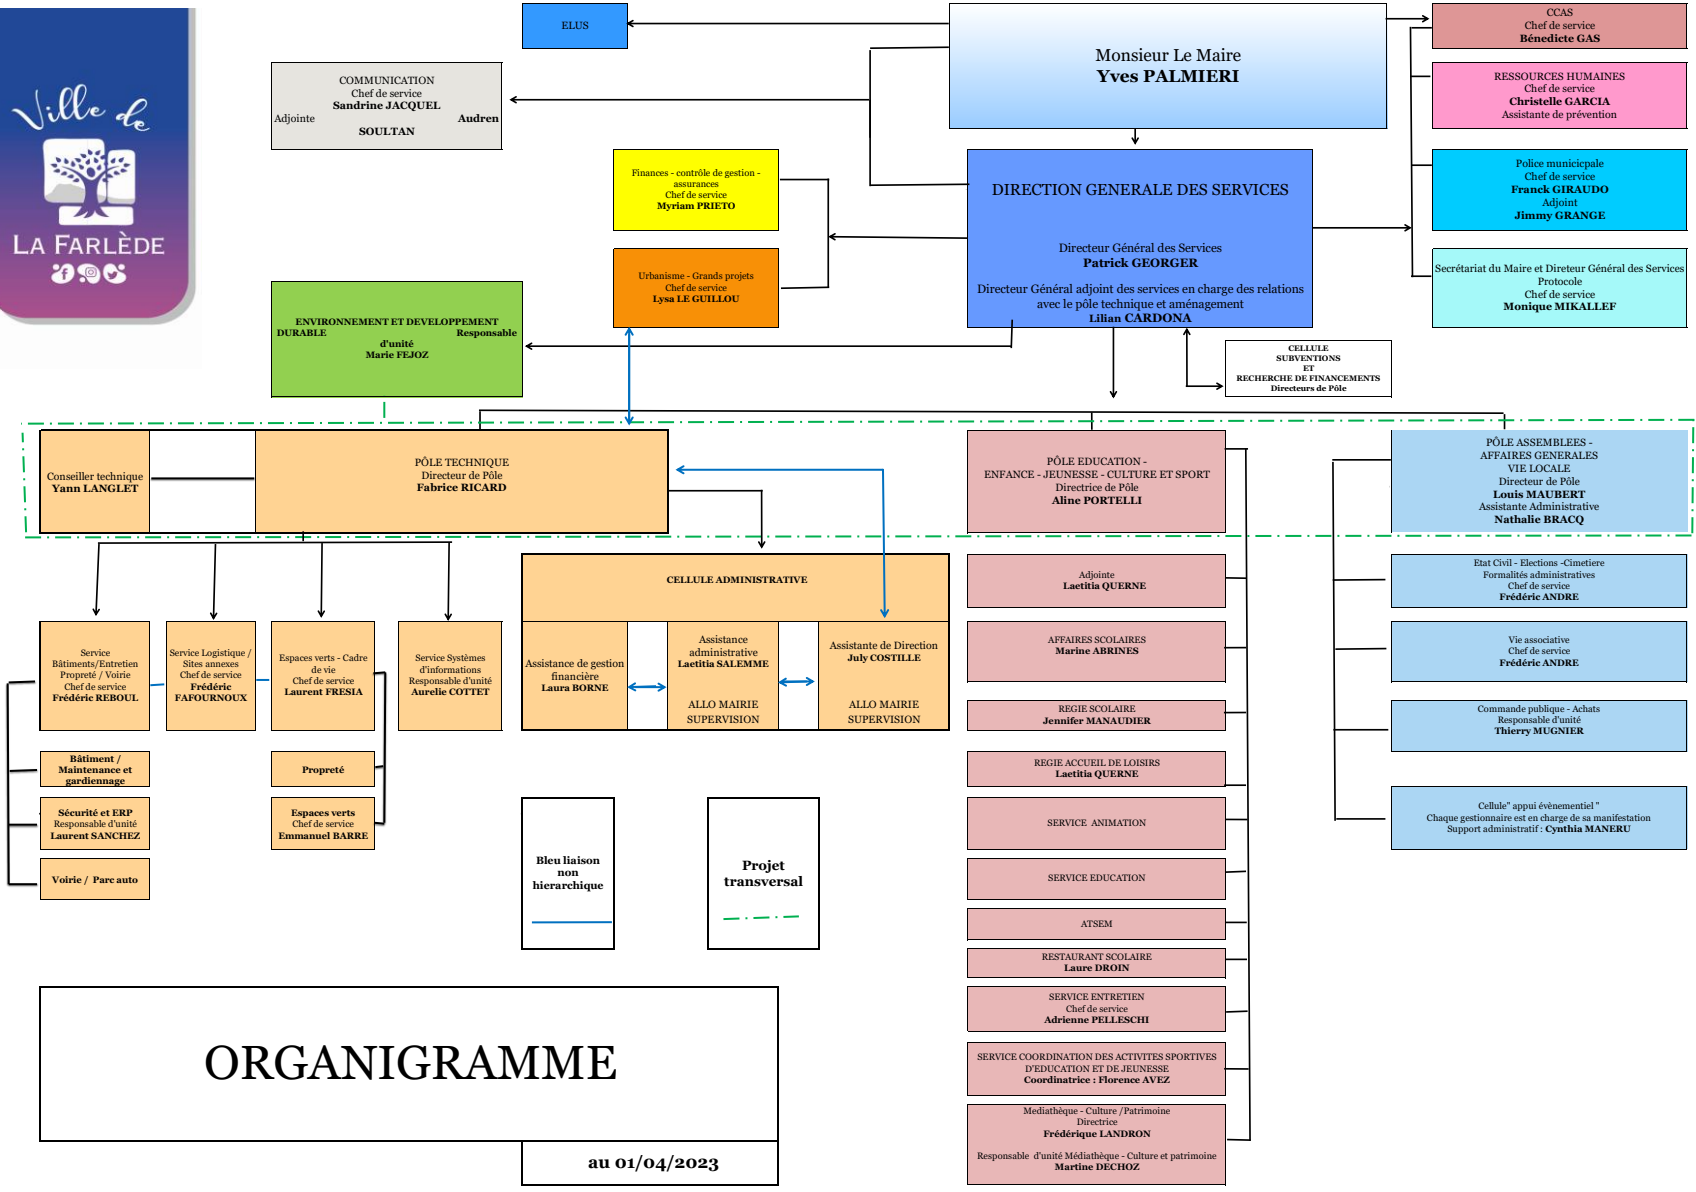 Ville de
LA FARLÈDE
ELUS
Monsieur Le Maire
Yves PALMIERI
CCAS
Chef de service
Bénedicte GAS
COMMUNICATION
Chef de service
Sandrine JACQUEL
Adjointe Audren
SOULTAN
RESSOURCES HUMAINES
Chef de service
Christelle GARCIA
Assistante de prévention
Finances - contrôle de gestion -
assurances
Chef de service
Myriam PRIETO
DIRECTION GENERALE DES SERVICES
Directeur Général des Services
Patrick GEORGER
Directeur Général adjoint des services en charge des relations
avec le pôle technique et aménagement
Lilian CARDONA
Police municicpale
Chef de service
Franck GIRAUDO
Adjoint
Jimmy GRANGE
Urbanisme - Grands projets
Chef de service
Lysa LE GUILLOU
Secrétariat du Maire et Direteur Général des Services
Protocole
Chef de service
Monique MIKALLEF
ENVIRONNEMENT ET DEVELOPPEMENT
DURABLE Responsable
d'unité
Marie FEJOZ
CELLULE
SUBVENTIONS
ET
RECHERCHE DE FINANCEMENTS
Directeurs de Pôle
Conseiller technique
Yann LANGLET
PÔLE TECHNIQUE
Directeur de Pôle
Fabrice RICARD
PÔLE EDUCATION -
ENFANCE - JEUNESSE - CULTURE ET SPORT
Directrice de Pôle
Aline PORTELLI
PÔLE ASSEMBLEES -
AFFAIRES GENERALES
VIE LOCALE
Directeur de Pôle
Louis MAUBERT
Assistante Administrative
Nathalie BRACQ
CELLULE ADMINISTRATIVE
Assistance de gestion
financière
Laura BORNE
Assistance
administrative
Laetitia SALEMME
ALLO MAIRIE
SUPERVISION
Assistante de Direction
July COSTILLE
ALLO MAIRIE
SUPERVISION
Service
Bâtiments/Entretien
Propreté / Voirie
Chef de service
Frédéric REBOUL
Service Logistique /
Sites annexes
Chef de service
Frédéric
FAFOURNOUX
Espaces verts - Cadre
de vie
Chef de service
Laurent FRESIA
Service Systèmes
d'informations
Responsable d'unité
Aurelie COTTET
Bâtiment /
Maintenance et
gardiennage
Sécurité et ERP
Responsable d'unité
Laurent SANCHEZ
Voirie / Parc auto
Propreté
Espaces verts
Chef de service
Emmanuel BARRE
Bleu liaison
non
hierarchique
Projet
transversal
Adjointe
Laetitia QUERNE
AFFAIRES SCOLAIRES
Marine ABRINES
REGIE SCOLAIRE
Jennifer MANAUDIER
REGIE ACCUEIL DE LOISIRS
Laetitia QUERNE
SERVICE ANIMATION
SERVICE EDUCATION
ATSEM
RESTAURANT SCOLAIRE
Laure DROIN
SERVICE ENTRETIEN
Chef de service
Adrienne PELLESCHI
SERVICE COORDINATION DES ACTIVITES SPORTIVES
D'EDUCATION ET DE JEUNESSE
Coordinatrice : Florence AVEZ
Mediathèque - Culture /Patrimoine
Directrice
Frédérique LANDRON
Responsable d'unité Médiathèque - Culture et patrimoine
Martine DECHOZ
Etat Civil - Elections -Cimetiere
Formalités administratives
Chef de service
Frédéric ANDRE
Vie associative
Chef de service
Frédéric ANDRE
Commande publique - Achats
Responsable d'unité
Thierry MUGNIER
Cellule" appui évènementiel "
Chaque gestionnaire est en charge de sa manifestation
Support administratif : Cynthia MANERU
ORGANIGRAMME
au 01/04/2023